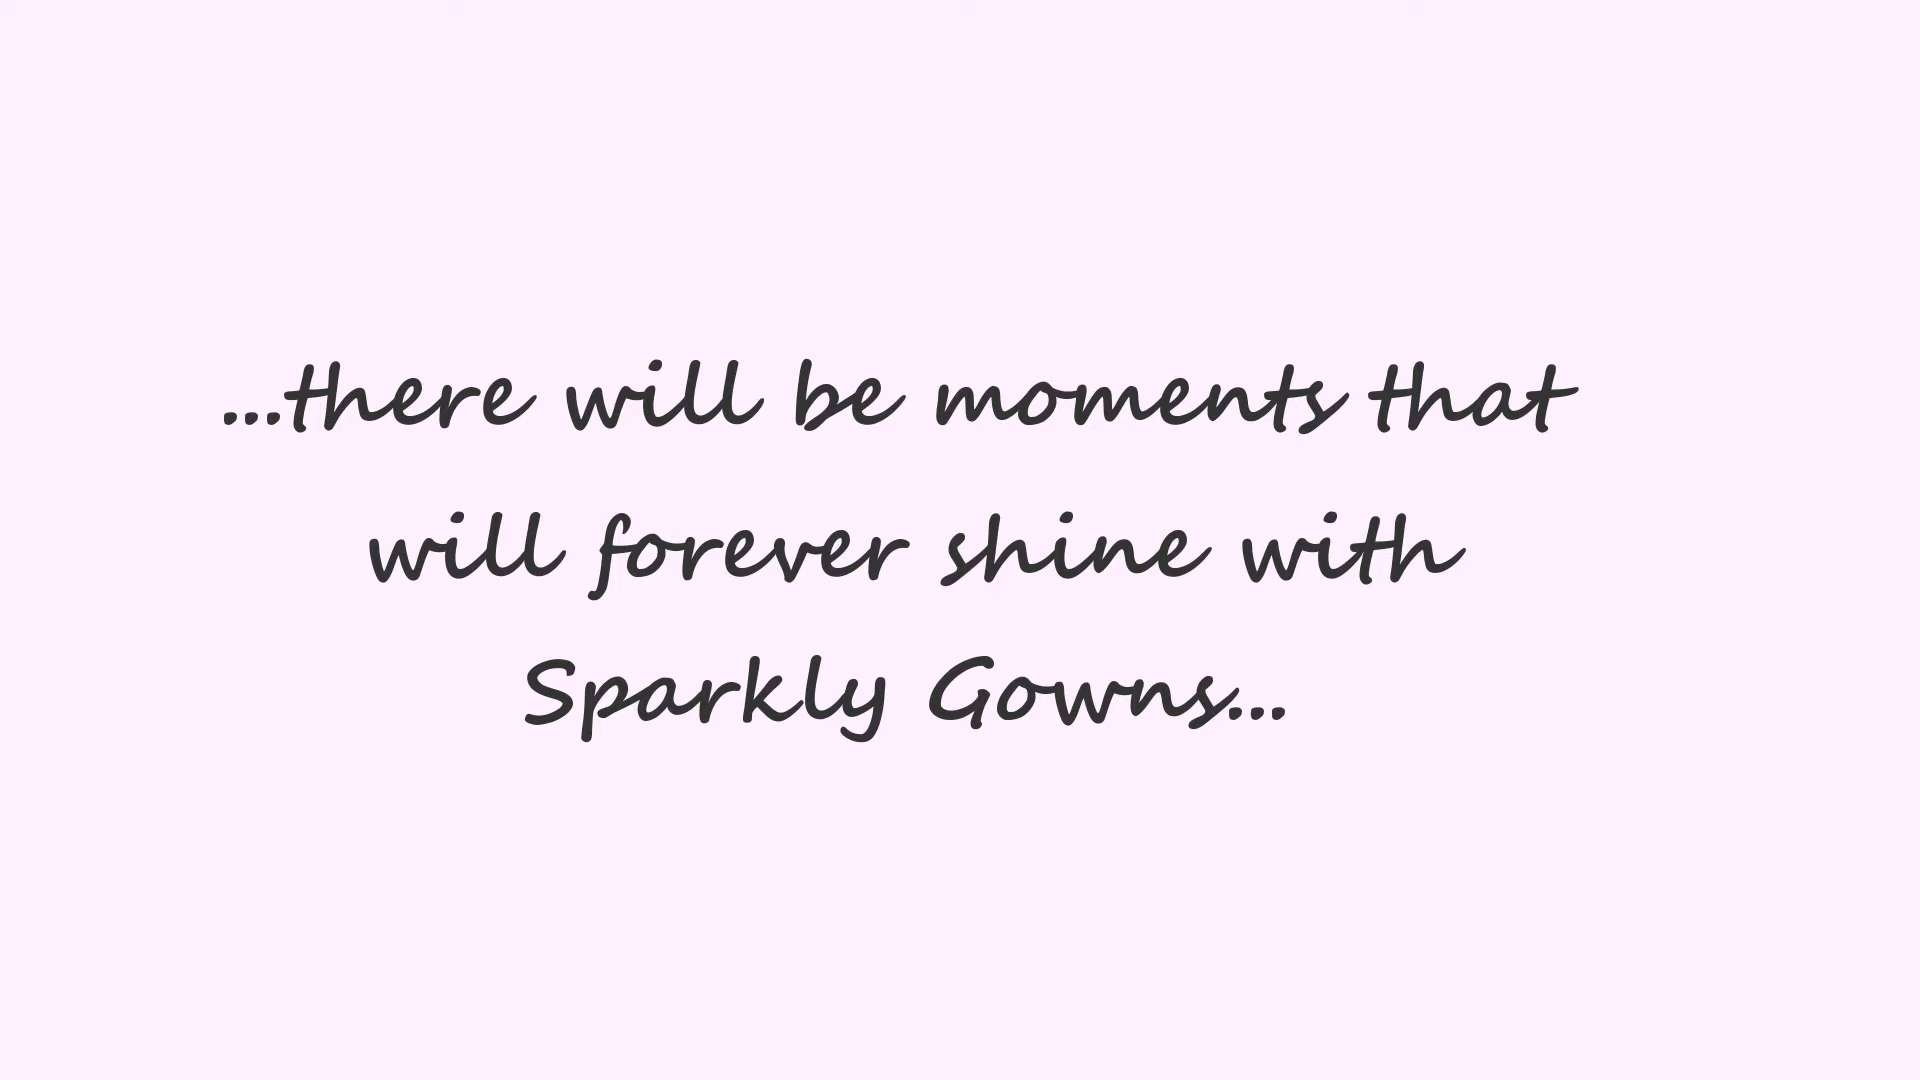 ...there will be moments that
will forever shine with
Sparkly Gowns...